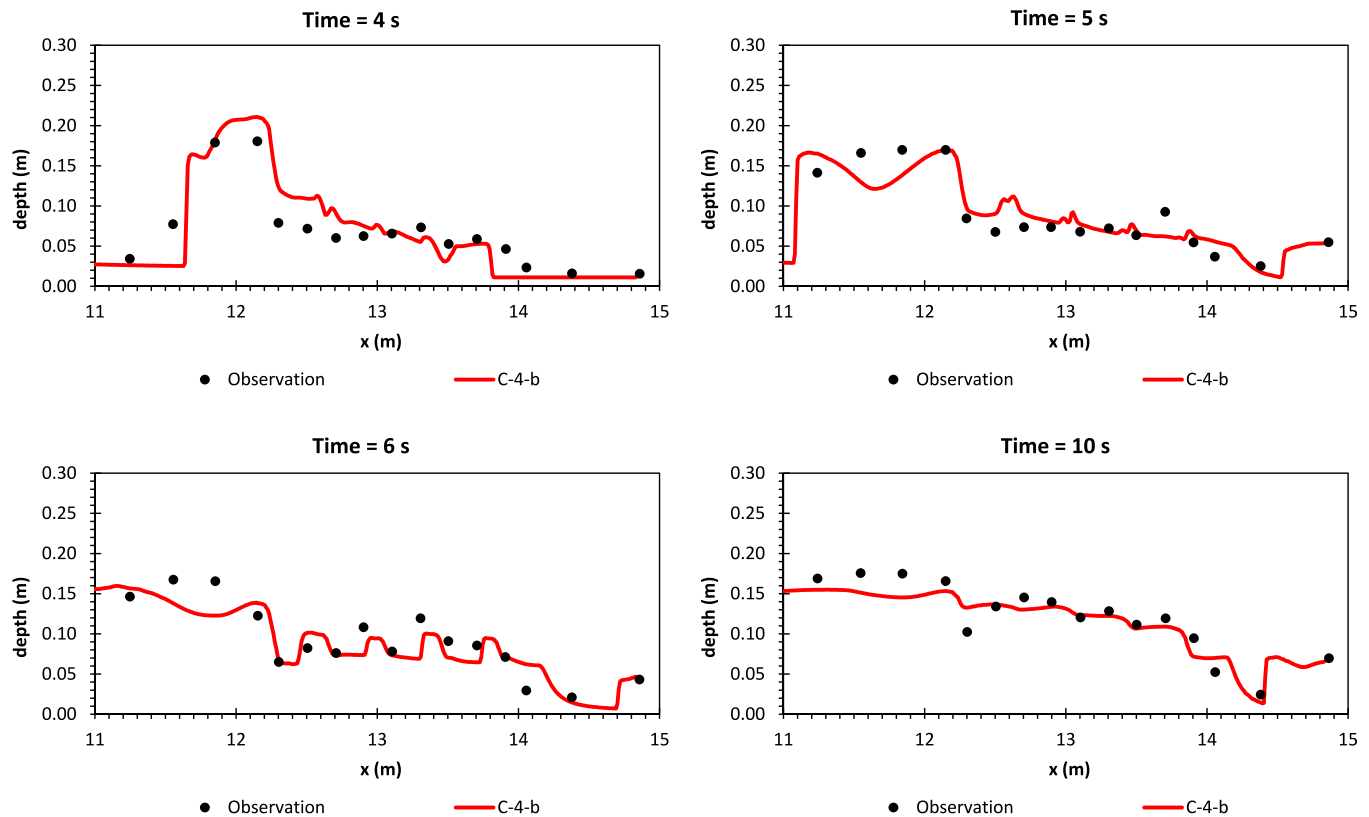 Time = 4 s
0.30
0.25
0.20
0.15
0.10
0.05
0.00
depth (m)
11 12 13 14 15
x (m)
Observation C-4-b
Time = 5 s
0.30
0.25
0.20
0.15
0.10
0.05
0.00
depth (m)
11 12 13 14 15
x (m)
Observation C-4-b
Time = 6 s
0.30
0.25
0.20
0.15
0.10
0.05
0.00
depth (m)
11 12 13 14 15
x (m)
Observation C-4-b
Time = 10 s
0.30
0.25
0.20
0.15
0.10
0.05
0.00
depth (m)
11 12 13 14 15
x (m)
Observation C-4-b